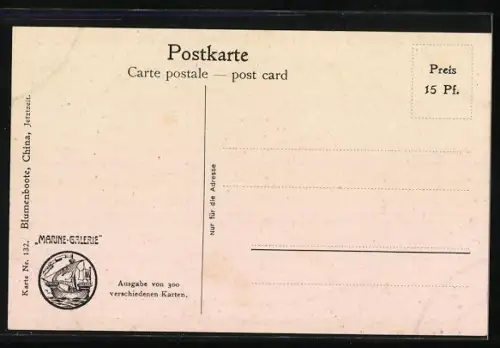 Postkarte
Carte postale — post card
Preis
15 Pf.
Karte Nr. 132. Blumenboote, China, Jetztzeit.
Nur für die Adresse
„MARINE-GALERIE"
Ausgabe von 300
verschiedenen Karten.